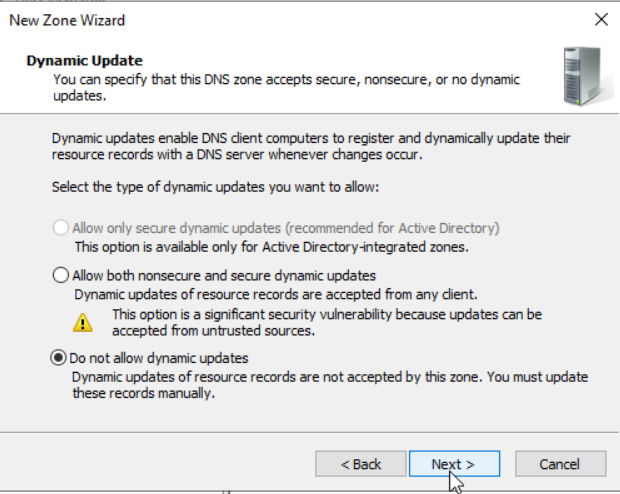 New Zone Wizard
Dynamic Update
You can specify that this DNS zone accepts secure, nonsecure, or no dynamic
updates.
Dynamic updates enable DNS client computers to register and dynamically update their
resource records with a DNS server whenever changes occur.
Select the type of dynamic updates you want to allow:
Allow only secure dynamic updates (recommended for Active Directory)
This option is available only for Active Directory-integrated zones.
Allow both nonsecure and secure dynamic updates
Dynamic updates of resource records are accepted from any client.
This option is a significant security vulnerability because updates can be
accepted from untrusted sources.
Do not allow dynamic updates
Dynamic updates of resource records are not accepted by this zone. You must update
these records manually.
< Back
Next >
Cancel